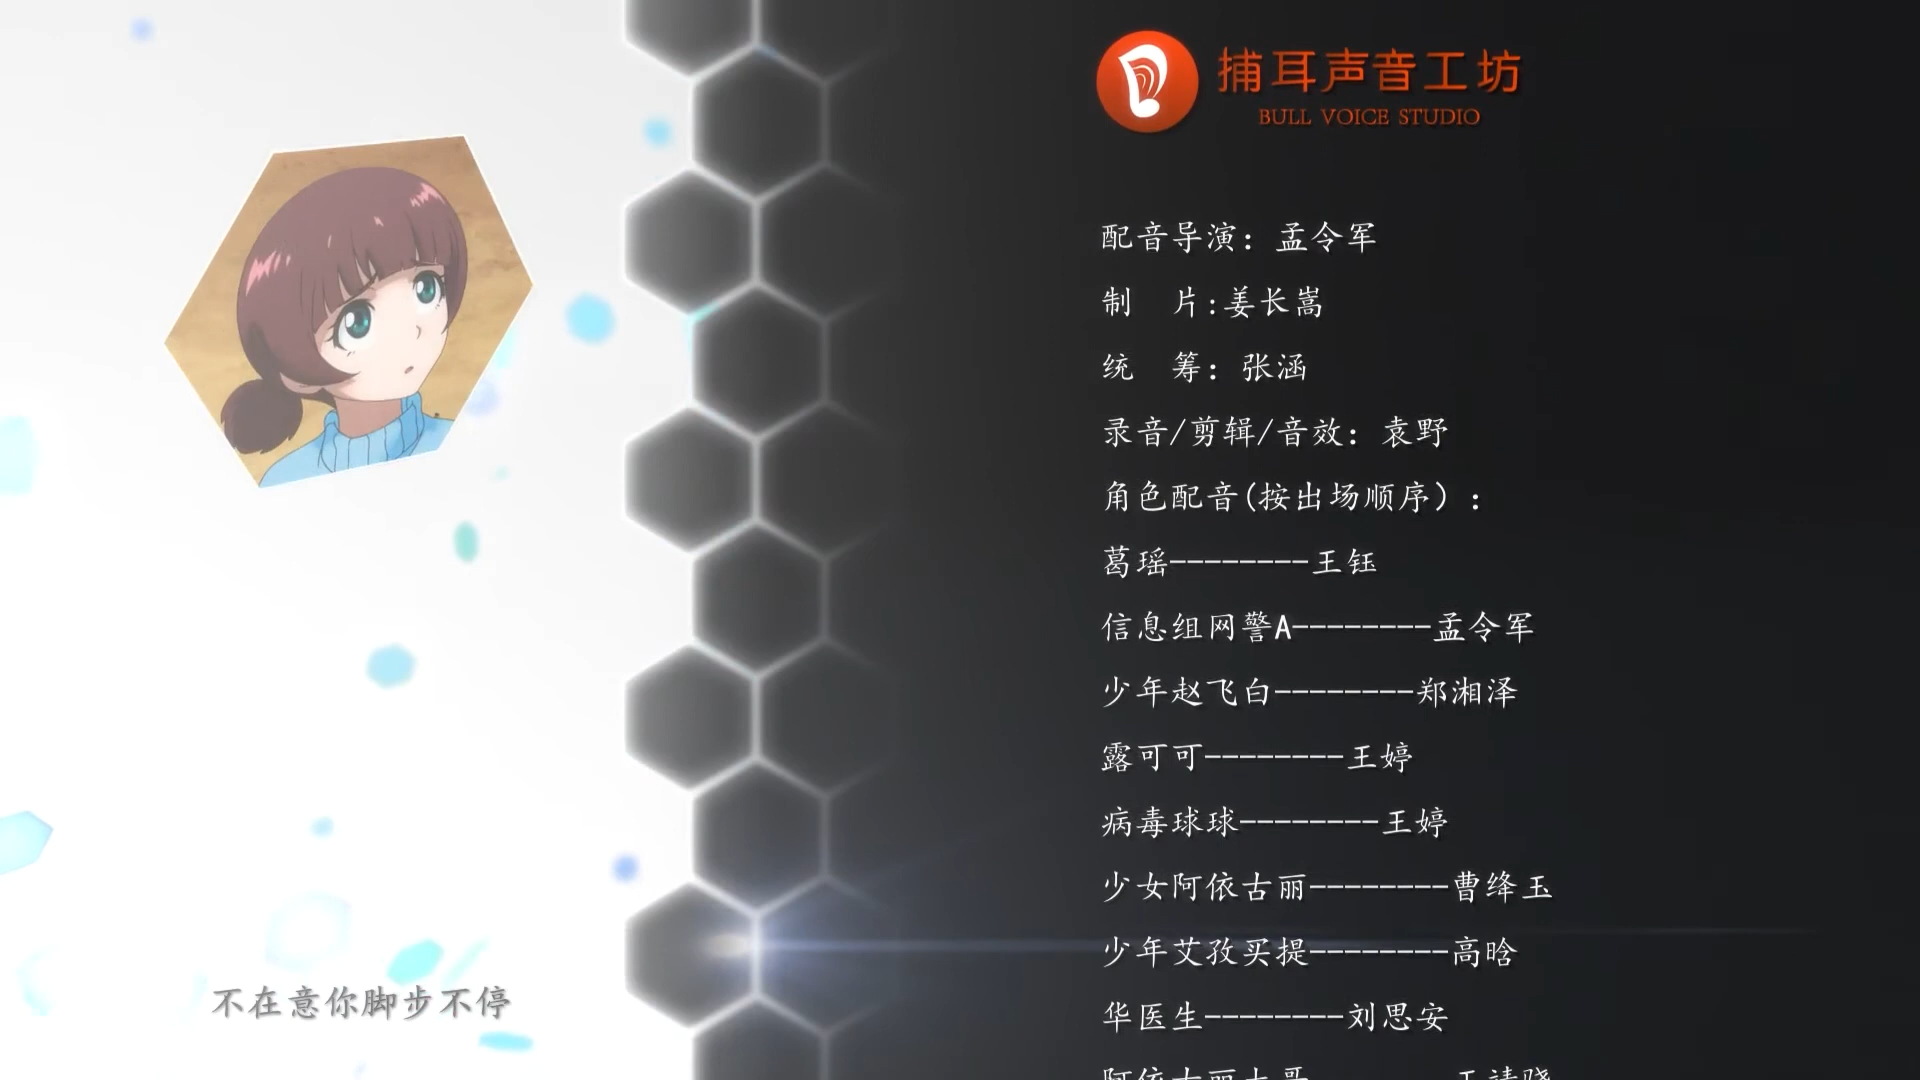 捕耳声音工坊
BULL VOICE STUDIO
配音导演：孟令军
制　片:姜长嵩
统　筹：张涵
录音/剪辑/音效：袁野
角色配音(按出场顺序）：
葛瑶--------王钰
信息组网警A--------孟令军
少年赵飞白--------郑湘泽
露可可--------王婷
病毒球球--------王婷
少女阿依古丽--------曹绛玉
少年艾孜买提--------高晗
华医生--------刘思安
不在意你脚步不停